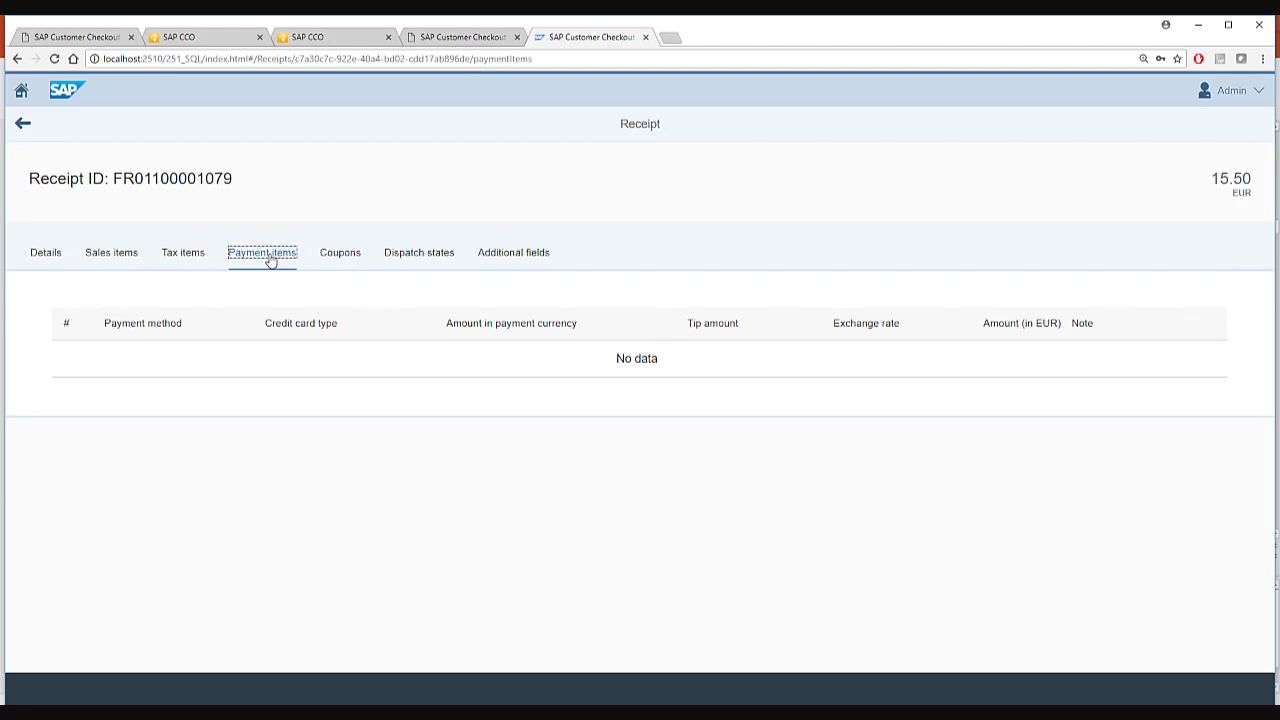 SAP Customer Checkout
SAP CCO
SAP CCO
SAP Customer Checkout
SAP Customer Checkout
localhost:2510/251_SQL/index.html#/Receipts/c7a30c7c-922e-40a4-bd02-cdd17ab896de/paymentItems
SAP
Admin
Receipt
Receipt ID: FR01100001079
15.50
EUR
Details Sales items Tax items Payment items Coupons Dispatch states Additional fields
# Payment method Credit card type Amount in payment currency Tip amount Exchange rate Amount (in EUR) Note
No data